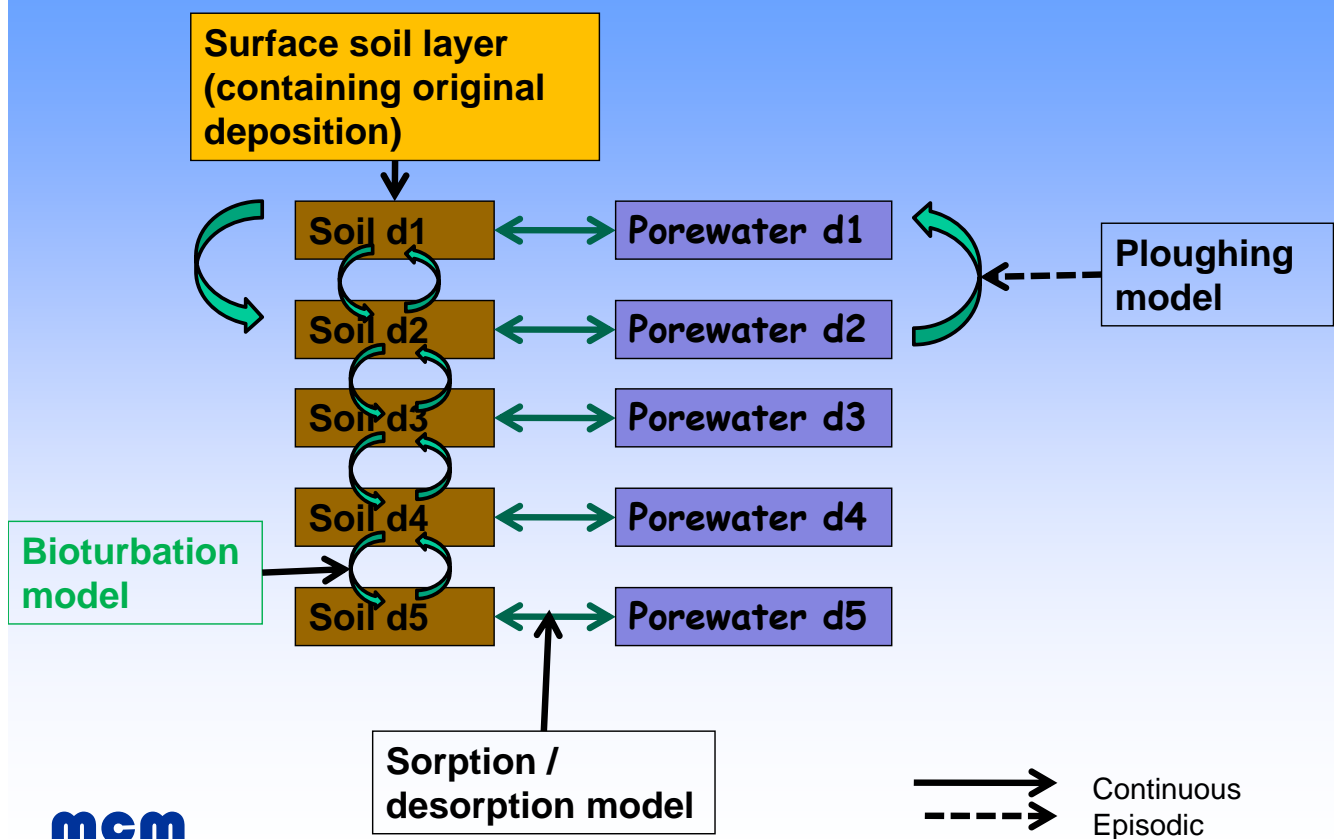 Surface soil layer
(containing original
deposition)
Soil d1
Porewater d1
Ploughing
model
Soil d2
Porewater d2
Soil d3
Porewater d3
Soil d4
Porewater d4
Bioturbation
model
Soil d5
Porewater d5
Sorption /
desorption model
Continuous
Episodic
mcm